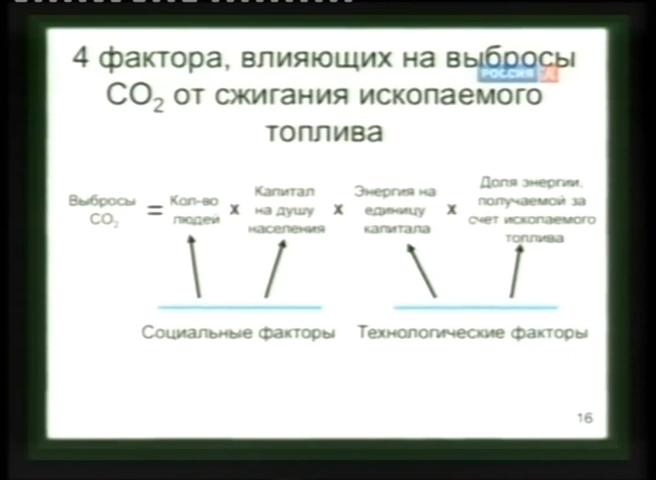 4 фактора, влияющих на выбросы
CO₂ от сжигания ископаемого
топлива
РОССИЯ К
Выбросы
CO₂
=
Кол-во
людей
x
Капитал
на душу
населения
x
Энергия на
единицу
капитала
x
Доля энергии,
получаемой за
счет ископаемого
топлива
Социальные факторы
Технологические факторы
16